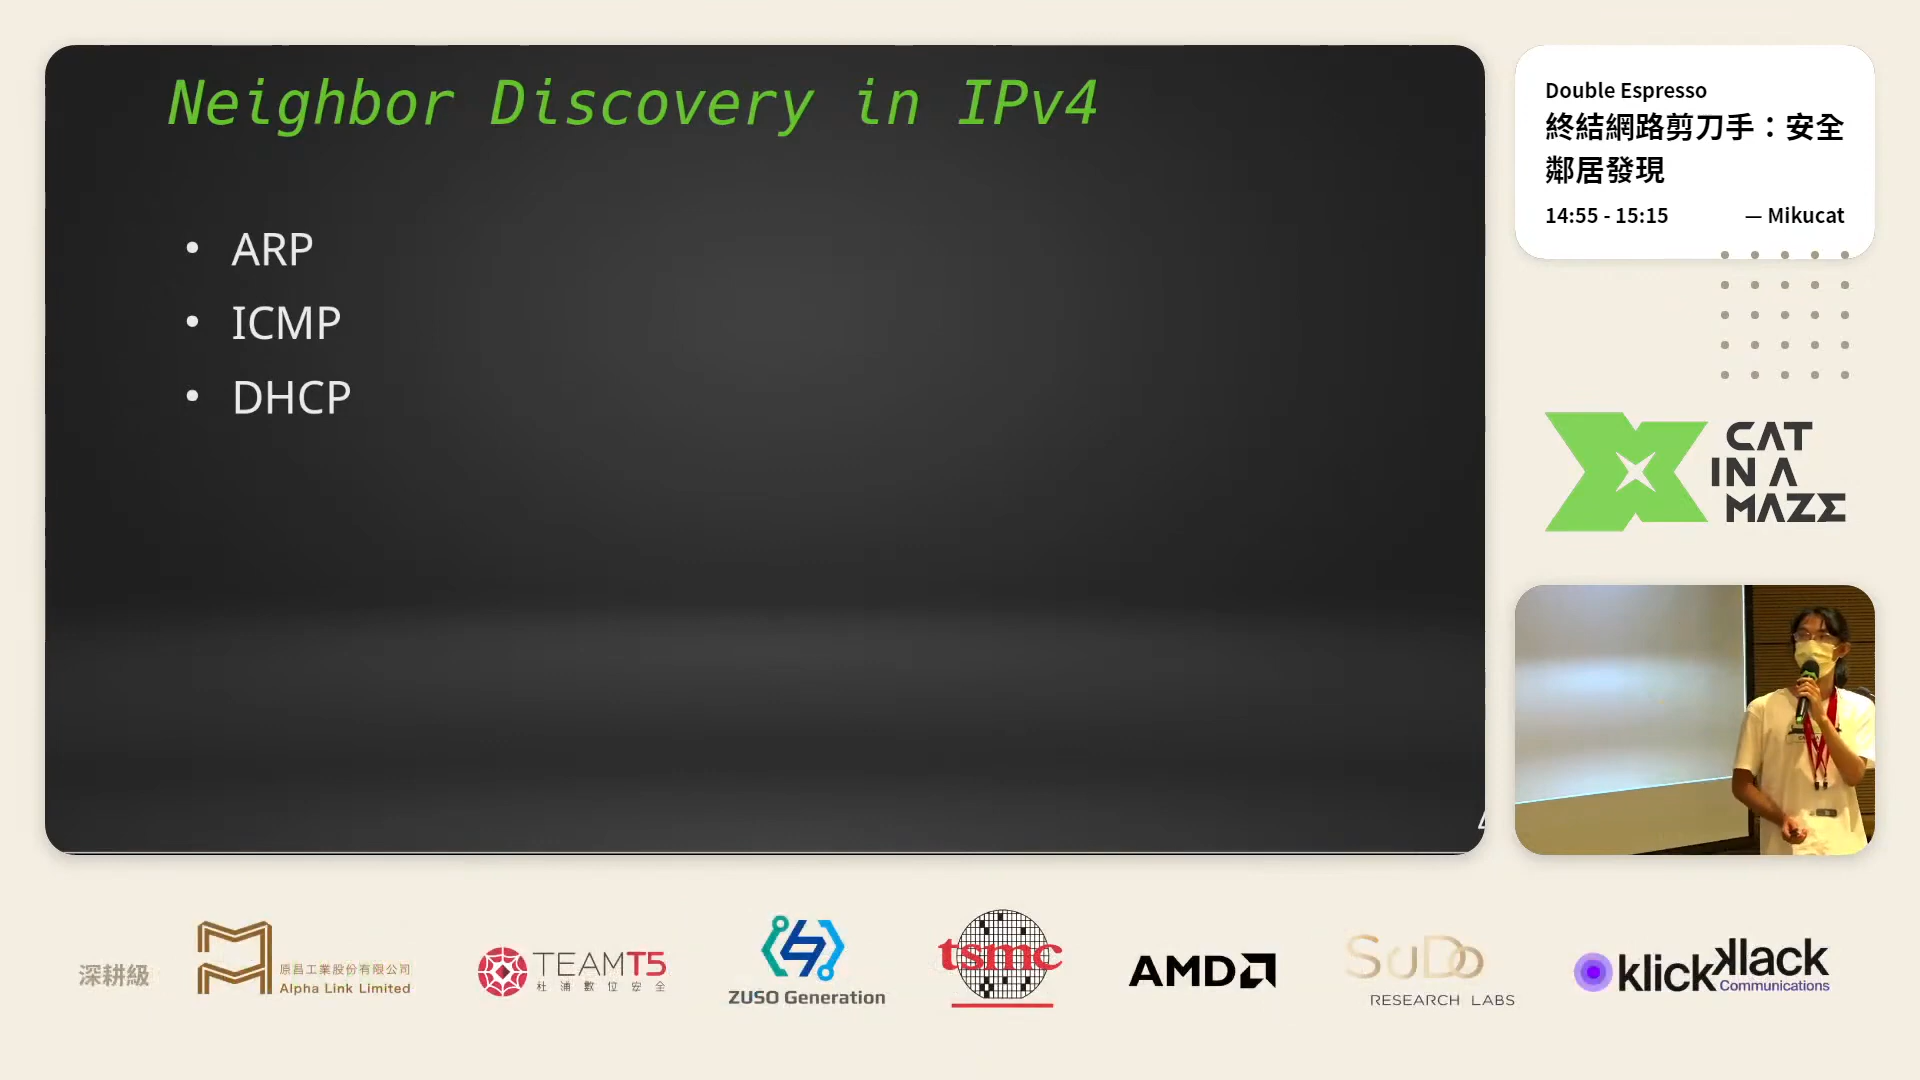 Neighbor Discovery in IPv4
• ARP
• ICMP
• DHCP
Double Espresso
終結網路剪刀手：安全
鄰居發現
14:55 - 15:15
— Mikucat
CAT
IN A
MAZE
深耕級
原昌工業股份有限公司
Alpha Link Limited
TEAMT5
杜浦數位安全
ZUSO Generation
tsmc
AMD
SuDo
RESEARCH LABS
klickklack
Communications